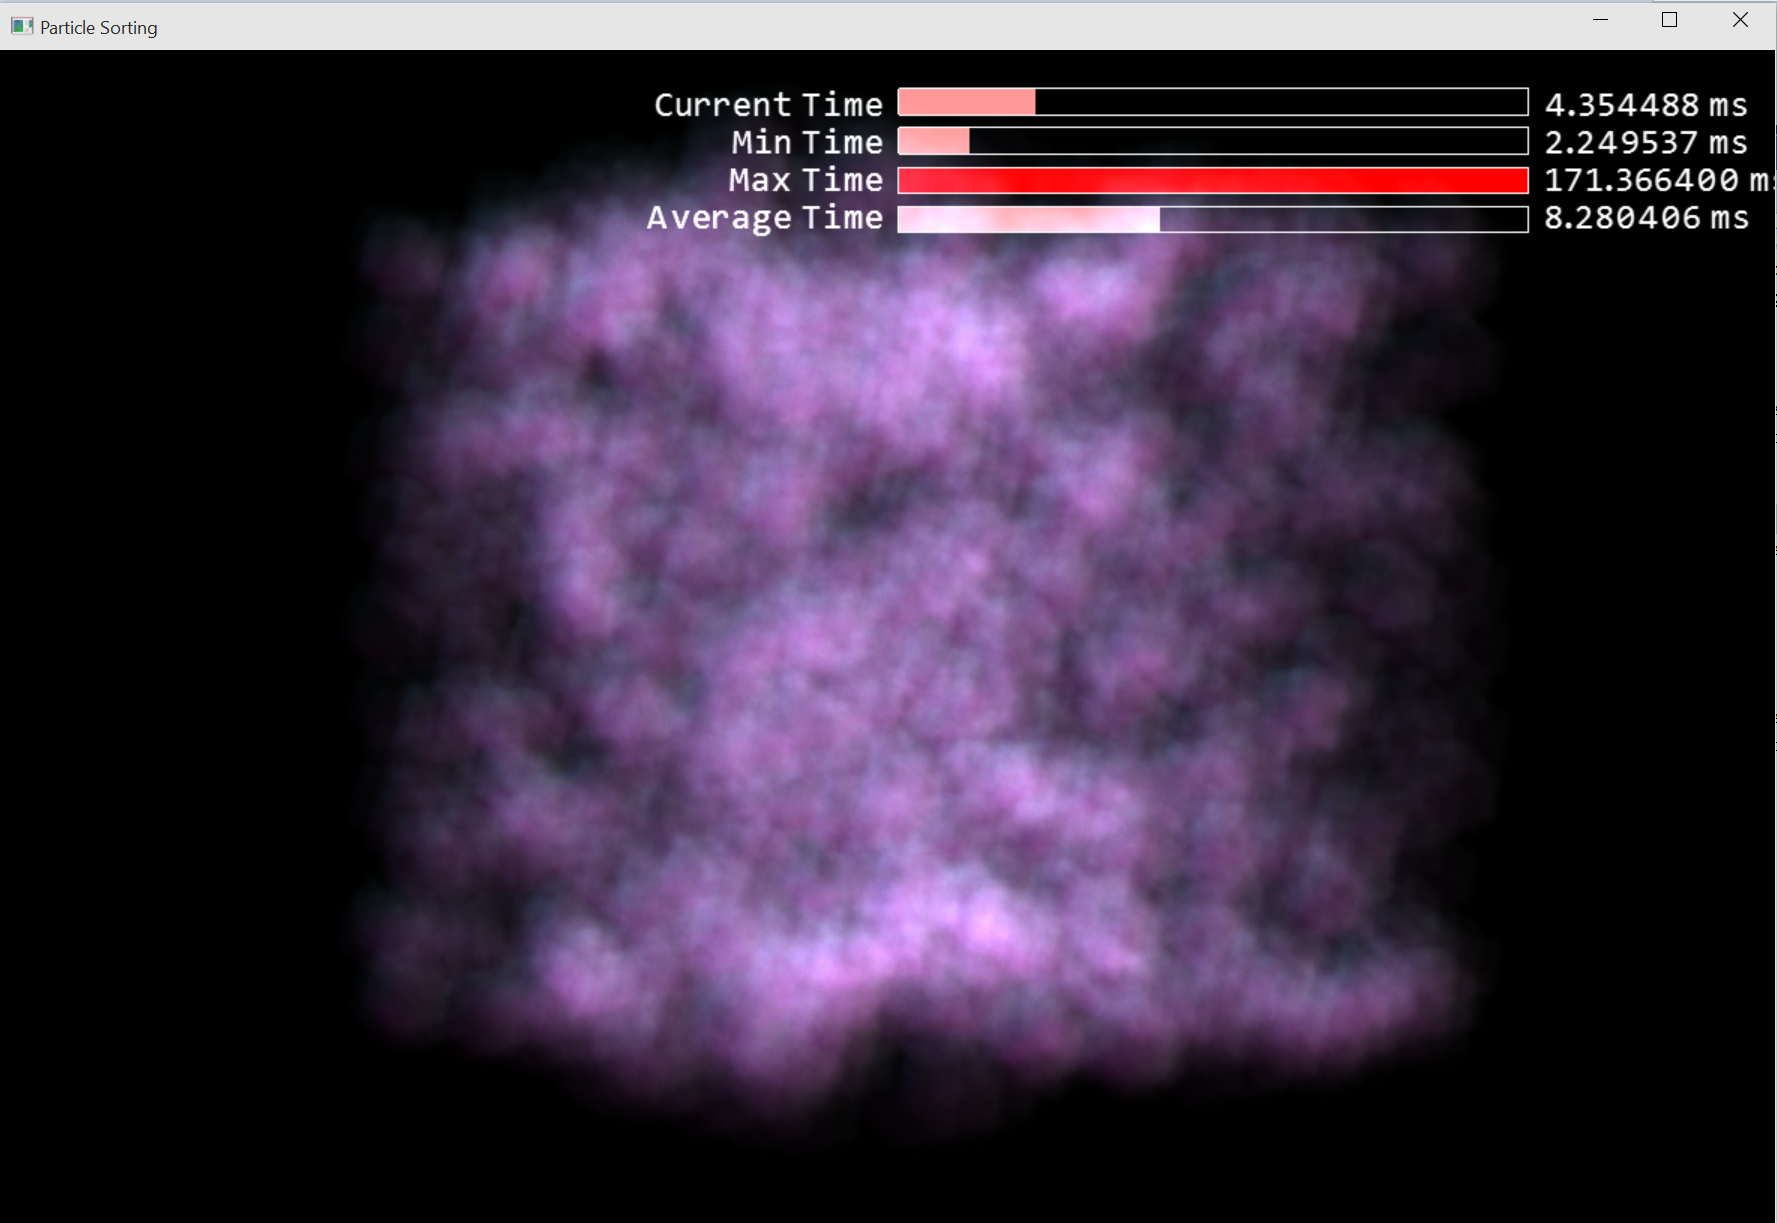 Particle Sorting
Current Time 4.354488 ms
Min Time 2.249537 ms
Max Time 171.366400 m
Average Time 8.280406 ms